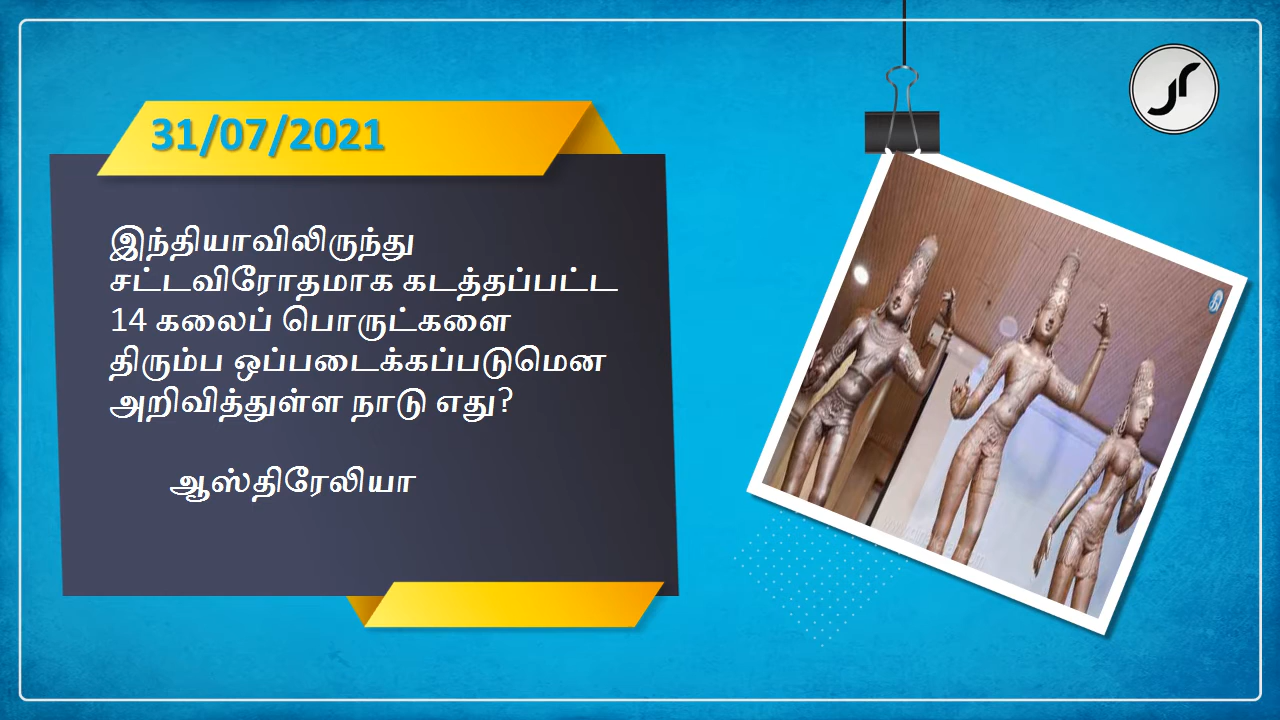 31/07/2021
இந்தியாவிலிருந்து
சட்டவிரோதமாக கடத்தப்பட்ட
14 கலைப் பொருட்களை
திரும்ப ஒப்படைக்கப்படுமென
அறிவித்துள்ள நாடு எது?
ஆஸ்திரேலியா